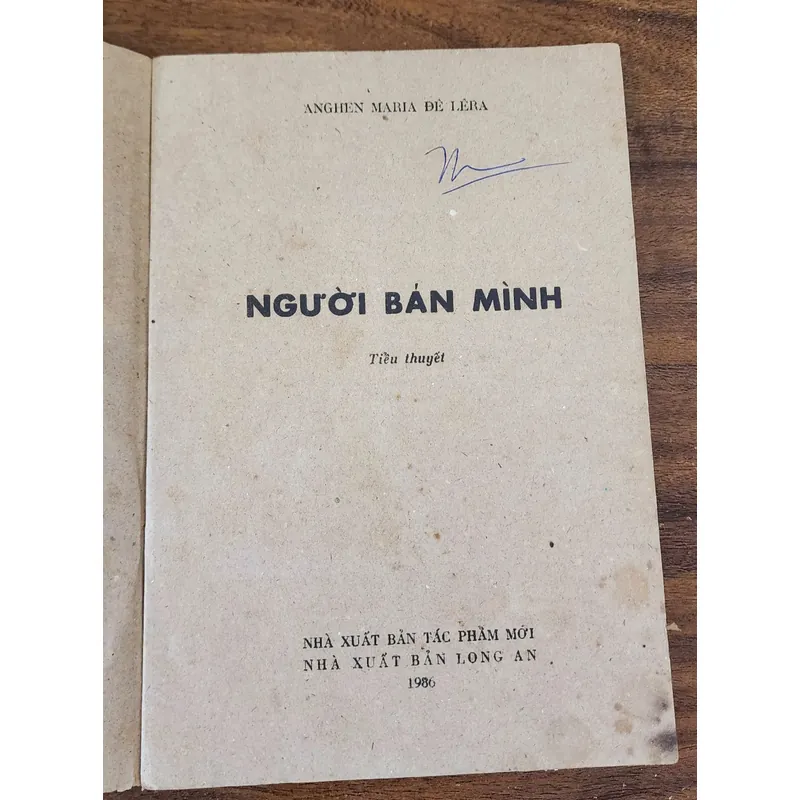 ANGHEN MARIA ĐÊ LÊRA
NGƯỜI BÁN MÌNH
Tiểu thuyết
NHÀ XUẤT BẢN TÁC PHẨM MỚI
NHÀ XUẤT BẢN LONG AN
1986